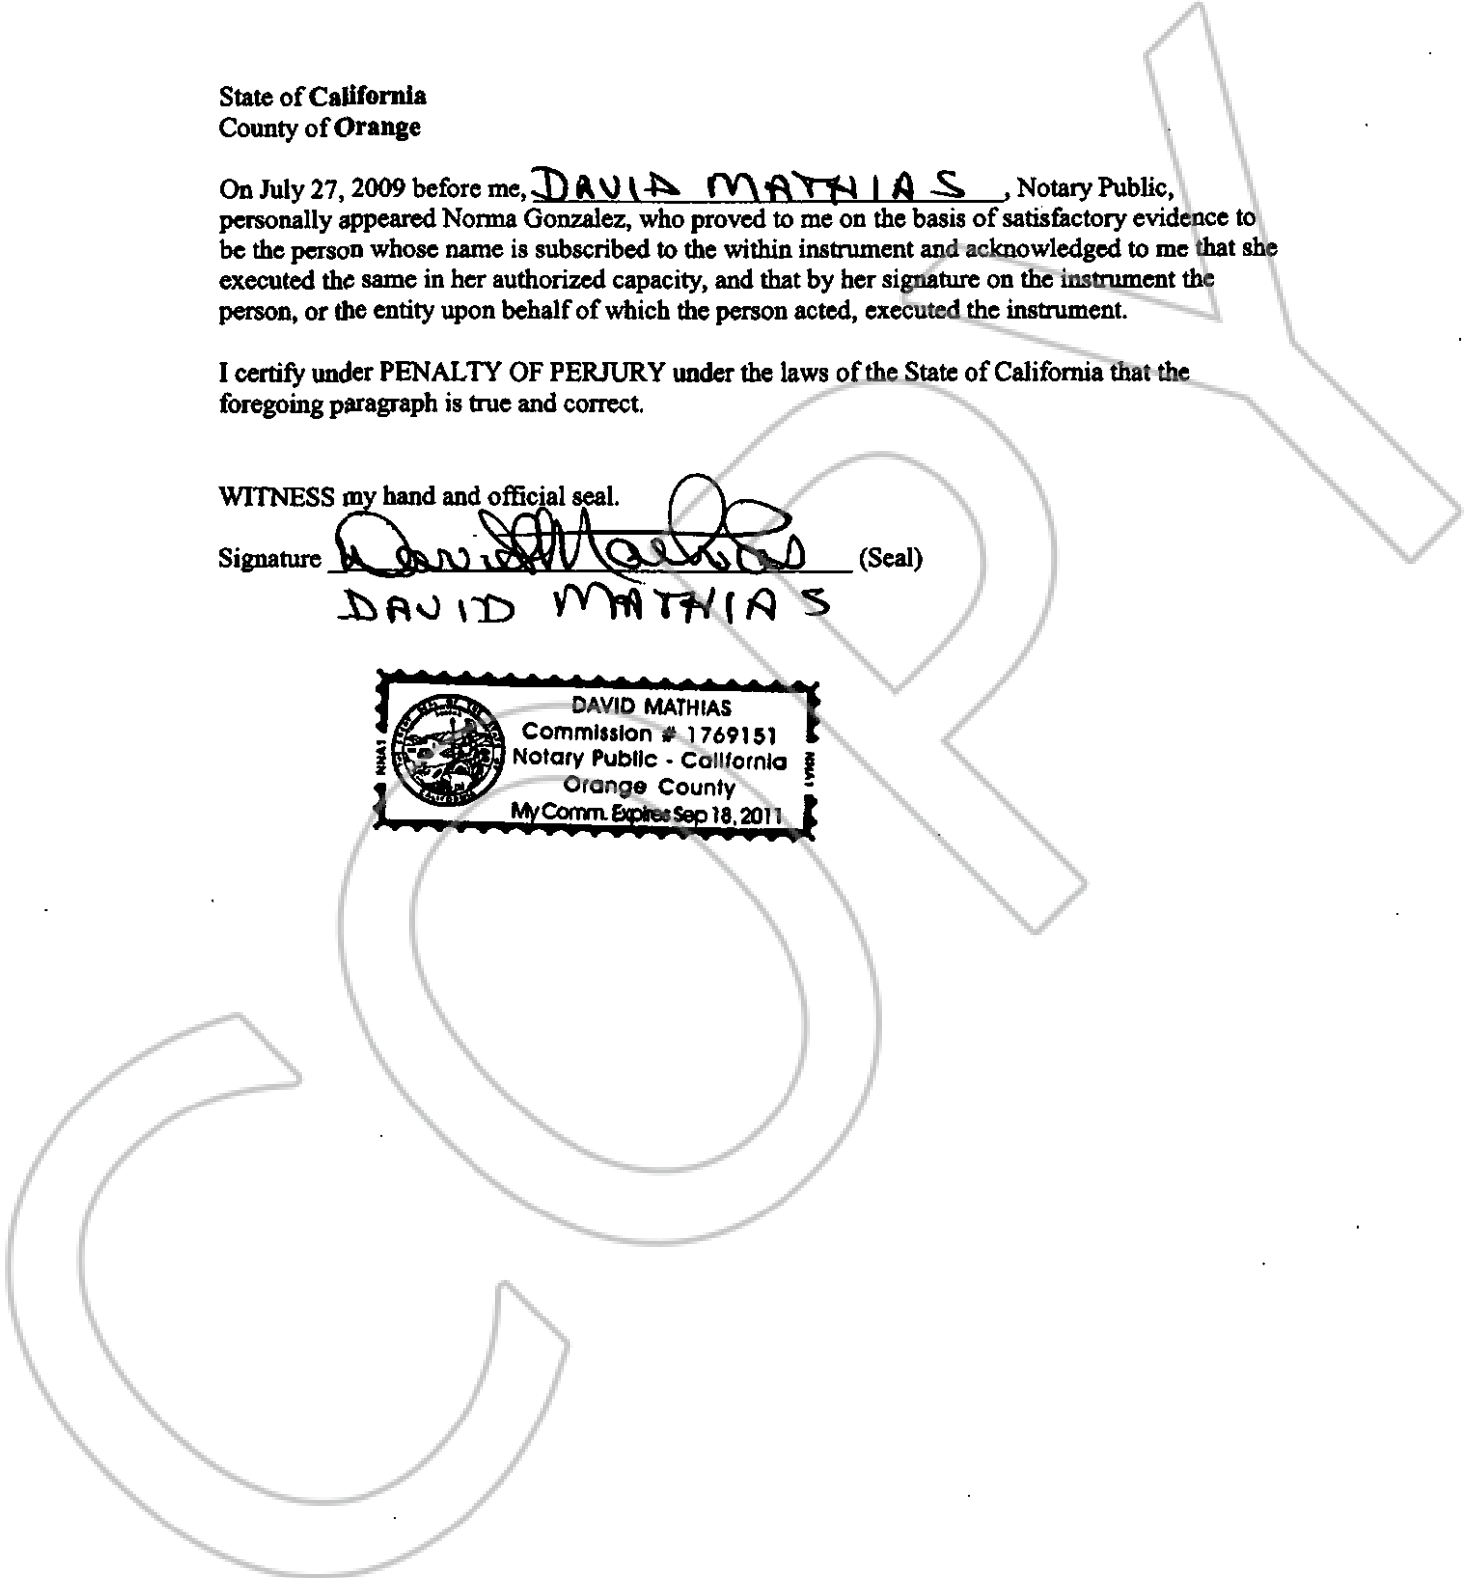 State of California
County of Orange
On July 27, 2009 before me, DAVID MATHIAS, Notary Public,
personally appeared Norma Gonzalez, who proved to me on the basis of satisfactory evidence to
be the person whose name is subscribed to the within instrument and acknowledged to me that she
executed the same in her authorized capacity, and that by her signature on the instrument the
person, or the entity upon behalf of which the person acted, executed the instrument.
I certify under PENALTY OF PERJURY under the laws of the State of California that the
foregoing paragraph is true and correct.
WITNESS my hand and official seal.
Signature David Mathias (Seal)
DAVID MATHIAS
DAVID MATHIAS
Commission # 1769151
Notary Public - California
Orange County
My Comm. Expires Sep 18, 2011
NNA1
NNA1
COPY